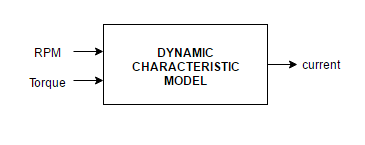 RPM
Torque
DYNAMIC
CHARACTERISTIC
MODEL
current